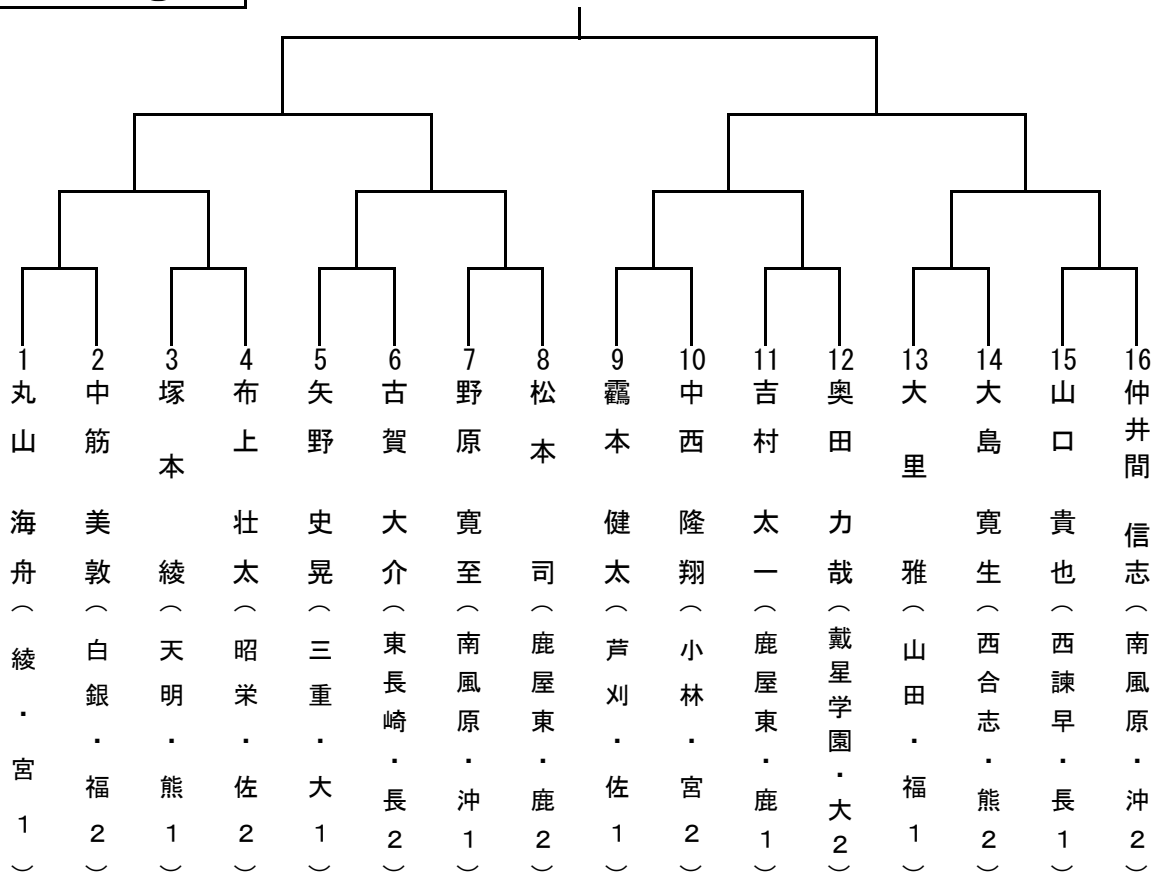 1 丸山 海舟（綾・宮1）
2 中筋 美敦（白銀・福2）
3 塚本 綾（天明・熊1）
4 布上 壮太（昭栄・佐2）
5 矢野 史晃（三重・大1）
6 古賀 大介（東長崎・長2）
7 野原 寛至（南風原・沖1）
8 松本 司（鹿屋東・鹿2）
9 靍本 健太（芦刈・佐1）
10 中西 隆翔（小林・宮2）
11 吉村 太一（鹿屋東・鹿1）
12 奥田 力哉（戴星学園・大2）
13 大里 雅（山田・福1）
14 大島 寛生（西合志・熊2）
15 山口 貴也（西諫早・長1）
16 仲井間 信志（南風原・沖2）